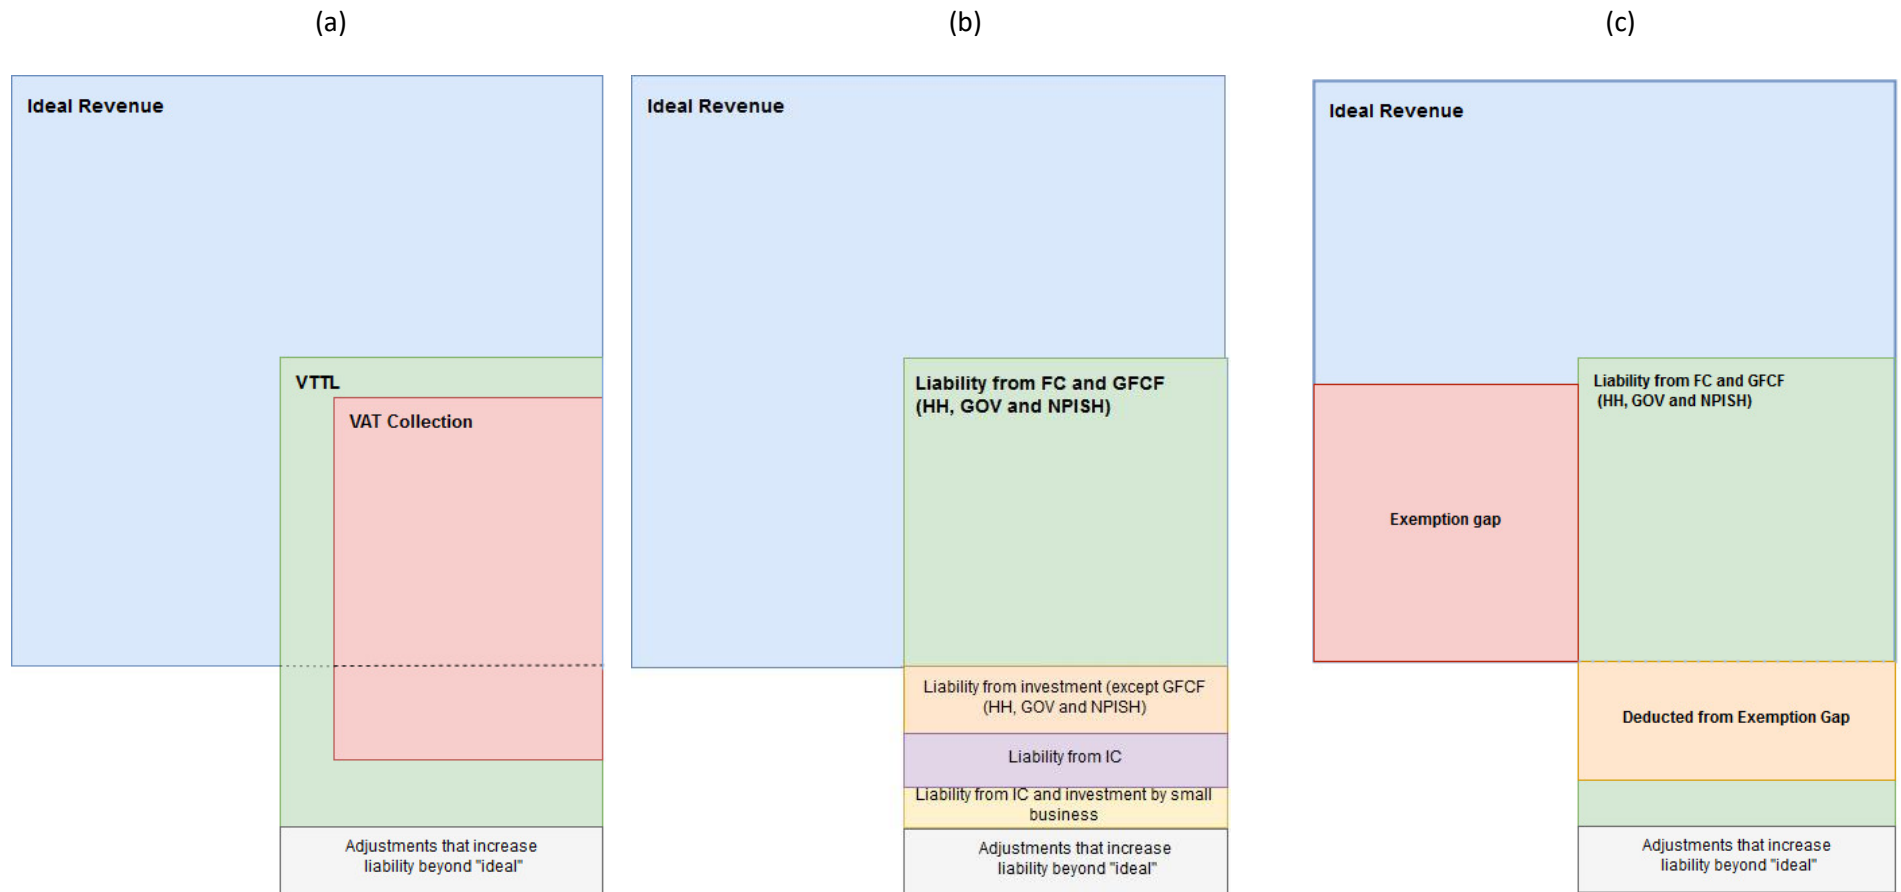 (a)
(b)
(c)
Ideal Revenue
VTTL
VAT Collection
Adjustments that increase
liability beyond "ideal"
Ideal Revenue
Liability from FC and GFCF
(HH, GOV and NPISH)
Liability from investment (except GFCF
(HH, GOV and NPISH)
Liability from IC
Liability from IC and investment by small
business
Adjustments that increase
liability beyond "ideal"
Ideal Revenue
Liability from FC and GFCF
(HH, GOV and NPISH)
Exemption gap
Deducted from Exemption Gap
Adjustments that increase
liability beyond "ideal"